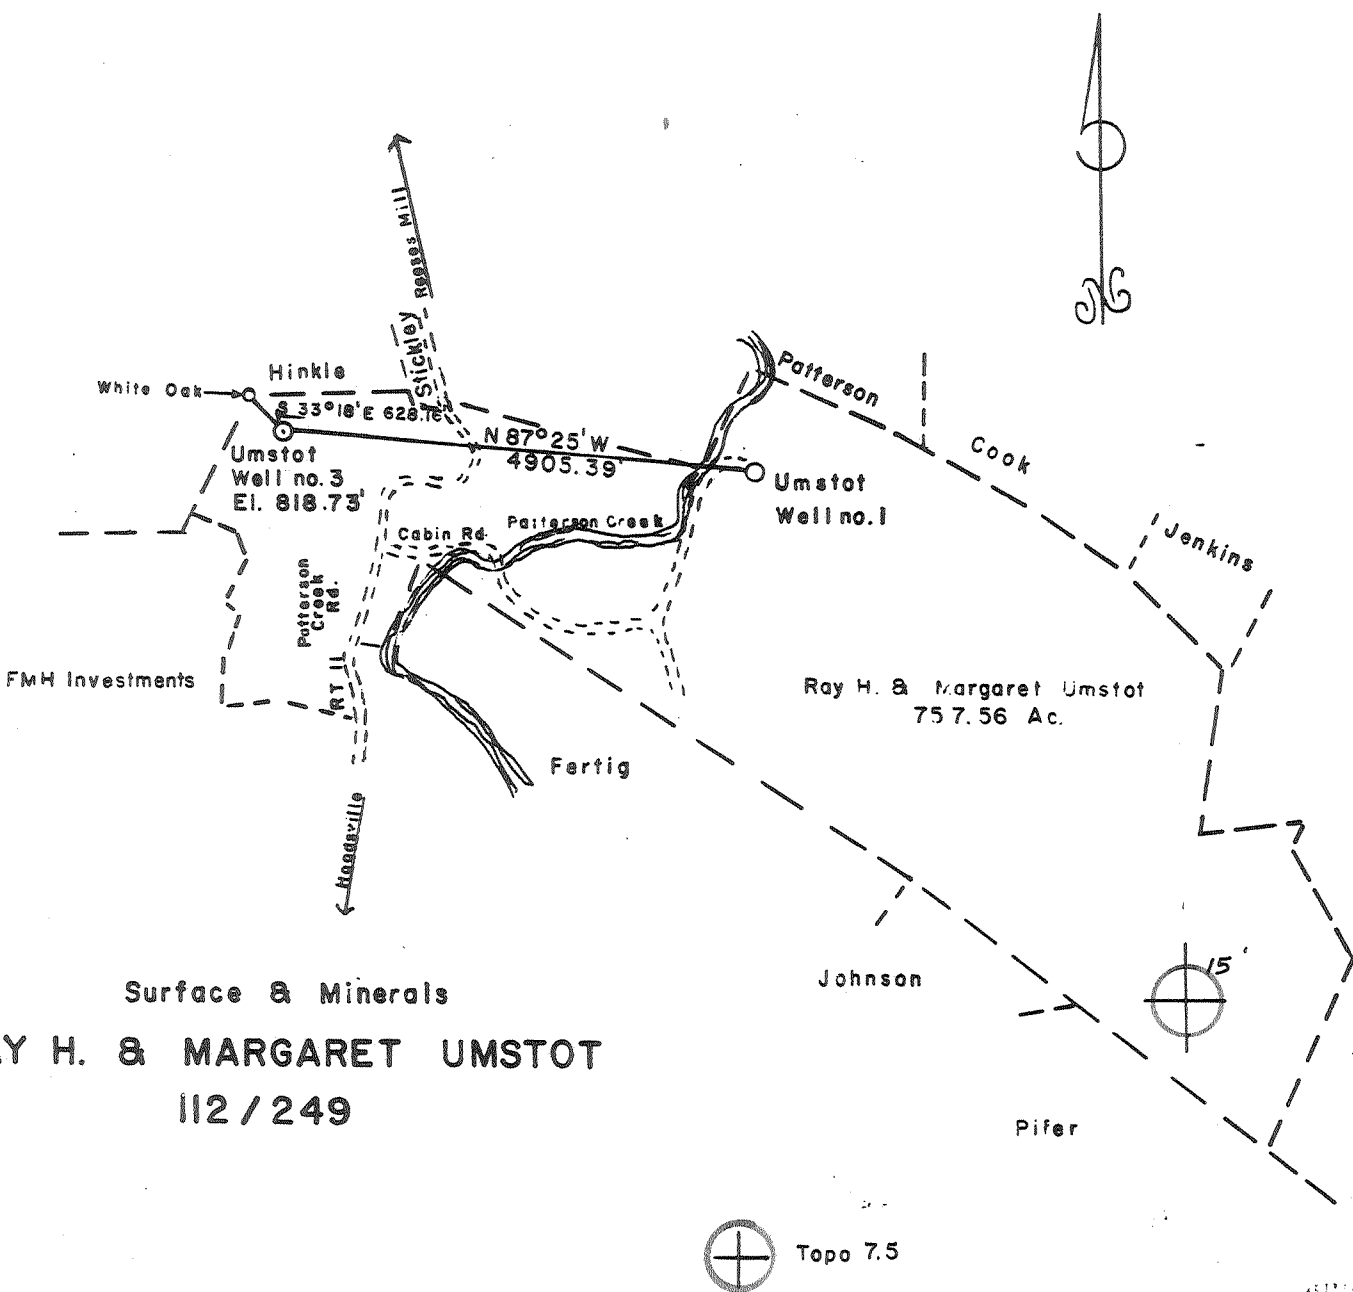 Reeses Mill
Stickley
Hinkle
White Oak
S 33°18'E 628.16'
N 87°25'W
4905.39'
Umstot
Well no. 3
El. 818.73'
Umstot
Well no. 1
Patterson
Cook
Jenkins
Patterson Creek
Cabin Rd.
Patterson
Creek
Rd.
RT 11
FMH Investments
Ray H. & Margaret Umstot
757.56 Ac.
Fertig
Headsville
Johnson
15'
Surface & Minerals
Y H. & MARGARET UMSTOT
112/249
Pifer
Topo 7.5